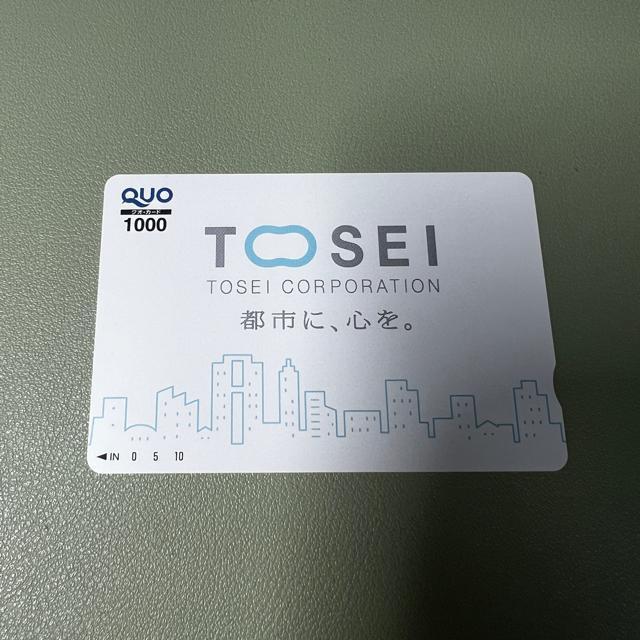 QUO
クオ・カード
1000
TOSEI
TOSEI CORPORATION
都市に、心を。
◀IN 0 5 10